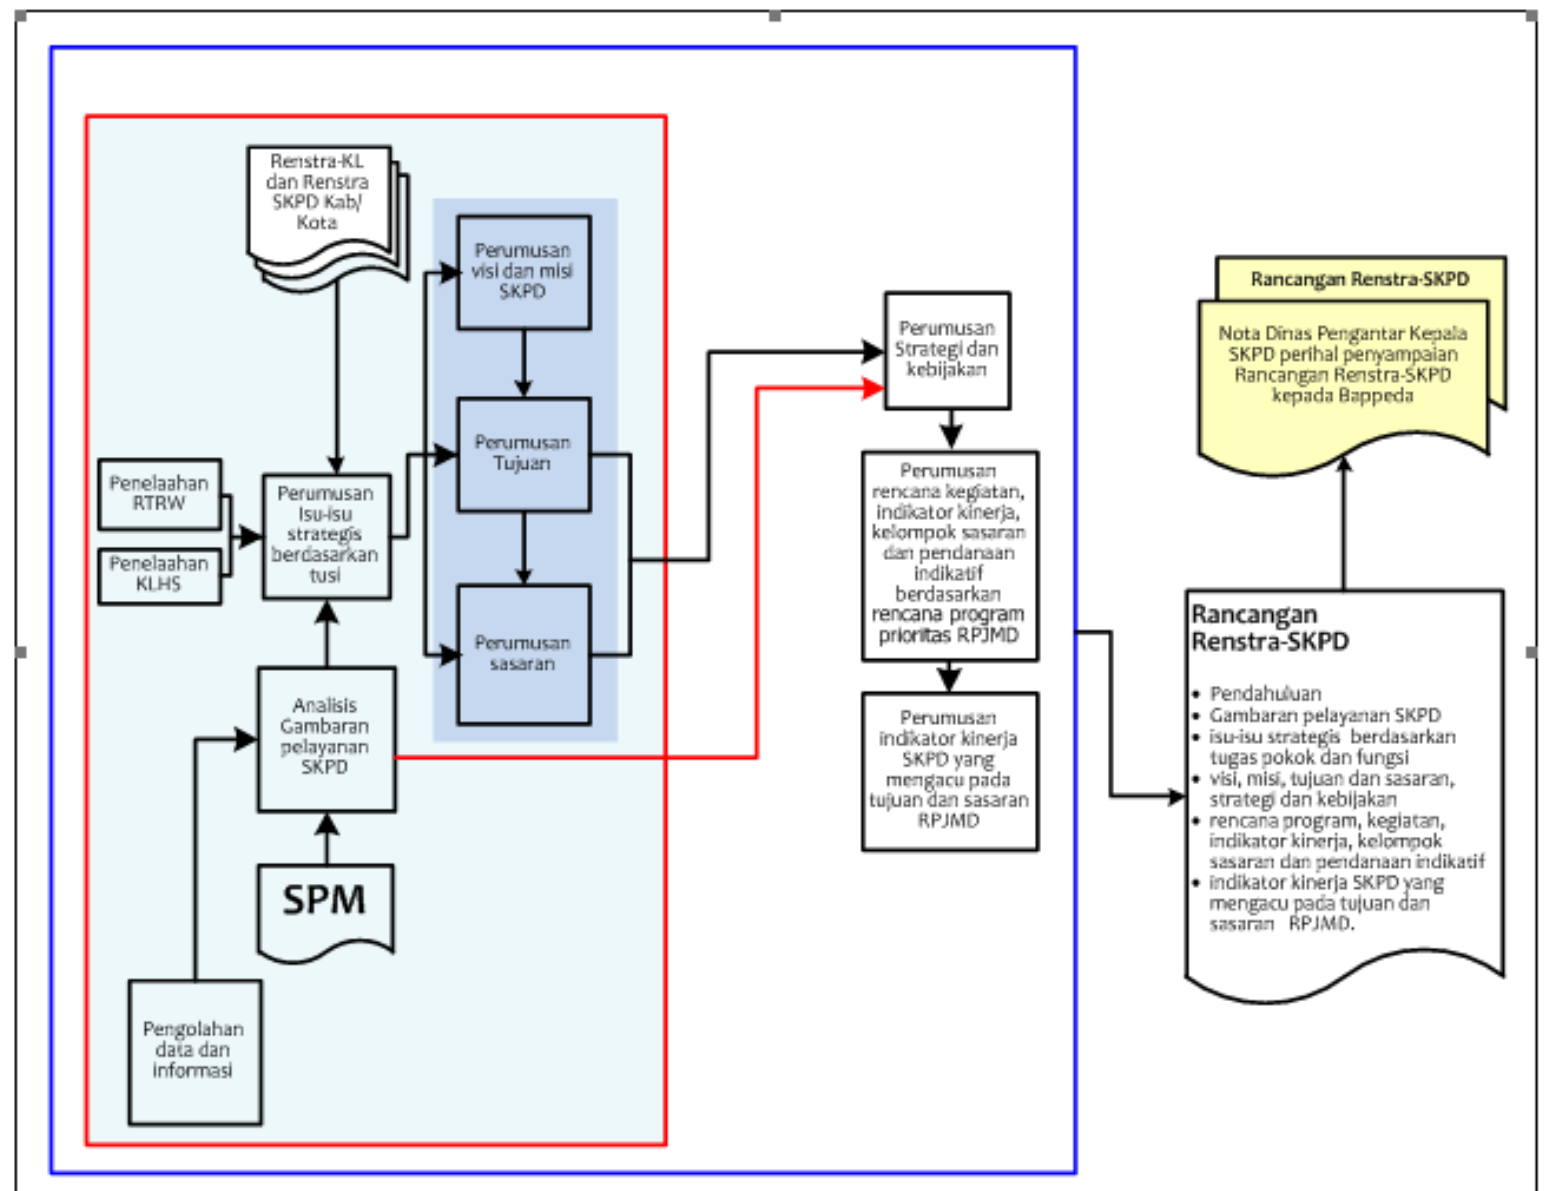 Renstra-KL
dan Renstra
SKPD Kab/
Kota
Perumusan
visi dan misi
SKPD
Perumusan
Tujuan
Perumusan
sasaran
Penelaahan
RTRW
Penelaahan
KLHS
Perumusan
Isu-isu
strategis
berdasarkan
tusi
Analisis
Gambaran
pelayanan
SKPD
SPM
Pengolahan
data dan
informasi
Perumusan
Strategi dan
kebijakan
Perumusan
rencana kegiatan,
indikator kinerja,
kelompok sasaran
dan pendanaan
indikatif
berdasarkan
rencana program
prioritas RPJMD
Perumusan
indikator kinerja
SKPD yang
mengacu pada
tujuan dan sasaran
RPJMD
Rancangan Renstra-SKPD
Nota Dinas Pengantar Kepala
SKPD perihal penyampaian
Rancangan Renstra-SKPD
kepada Bappeda
Rancangan
Renstra-SKPD
• Pendahuluan
• Gambaran pelayanan SKPD
• isu-isu strategis berdasarkan
tugas pokok dan fungsi
• visi, misi, tujuan dan sasaran,
strategi dan kebijakan
• rencana program, kegiatan,
indikator kinerja, kelompok
sasaran dan pendanaan indikatif
• indikator kinerja SKPD yang
mengacu pada tujuan dan
sasaran RPJMD.